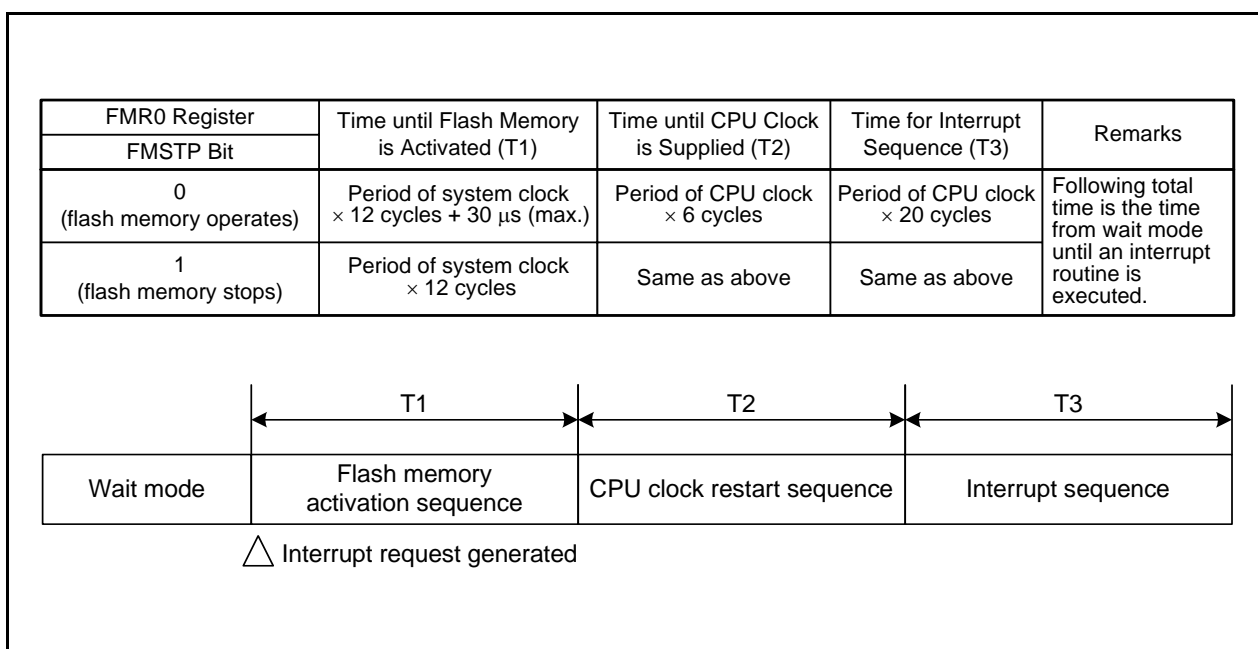 FMR0 Register
FMSTP Bit
Time until Flash Memory
is Activated (T1)
Time until CPU Clock
is Supplied (T2)
Time for Interrupt
Sequence (T3)
Remarks
0
(flash memory operates)
Period of system clock
× 12 cycles + 30 μs (max.)
Period of CPU clock
× 6 cycles
Period of CPU clock
× 20 cycles
Following total
time is the time
from wait mode
until an interrupt
routine is
executed.
1
(flash memory stops)
Period of system clock
× 12 cycles
Same as above
Same as above
T1
T2
T3
Wait mode
Flash memory
activation sequence
CPU clock restart sequence
Interrupt sequence
Interrupt request generated